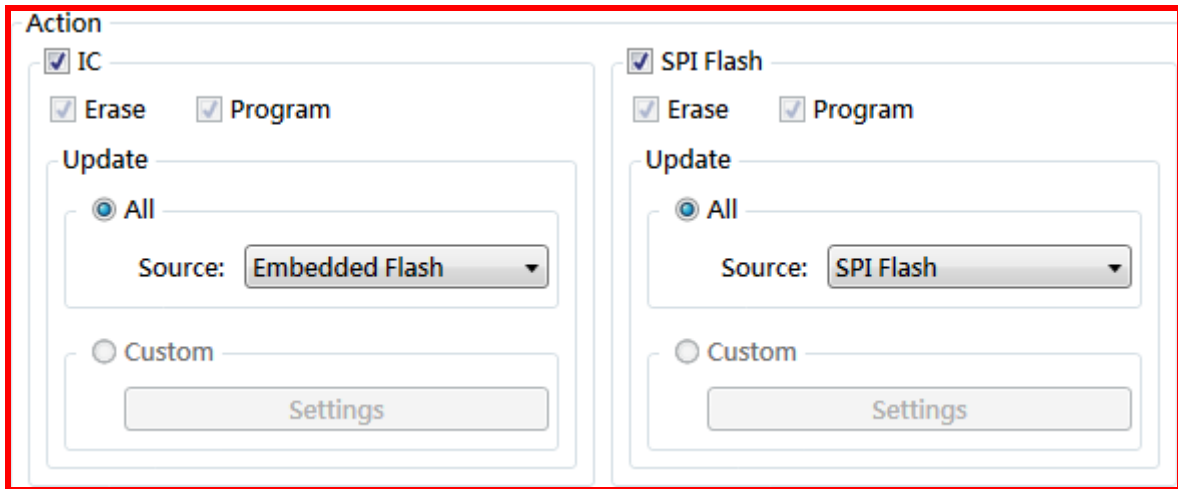 Action
IC
Erase Program
Update
All
Source: Embedded Flash
Custom
Settings
SPI Flash
Erase Program
Update
All
Source: SPI Flash
Custom
Settings